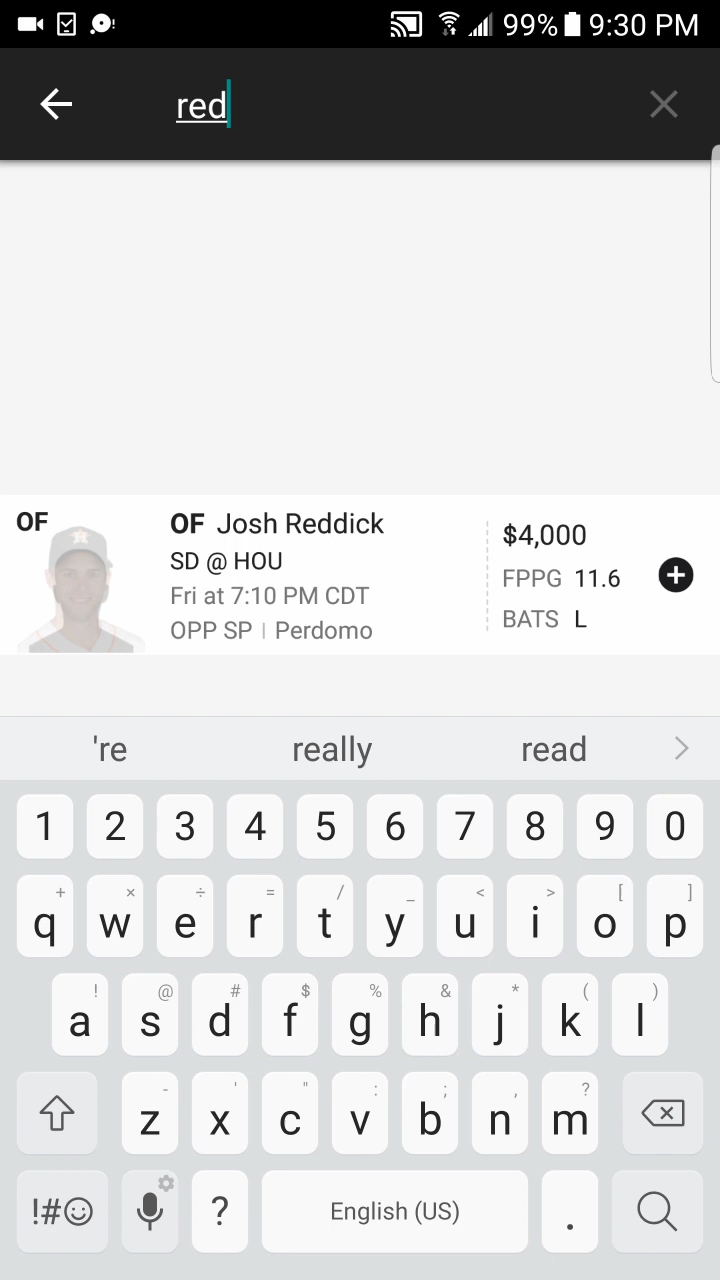 99% 9:30 PM
red
OF
OF Josh Reddick
SD @ HOU
Fri at 7:10 PM CDT
OPP SP | Perdomo
$4,000
FPPG 11.6
BATS L
're really read
1 2 3 4 5 6 7 8 9 0
+ × ÷ = / _ < > [ ]
q w e r t y u i o p
! @ # $ % & * ( )
a s d f g h j k l
- ' " : ; , ?
z x c v b n m
!#☺ ? English (US) .